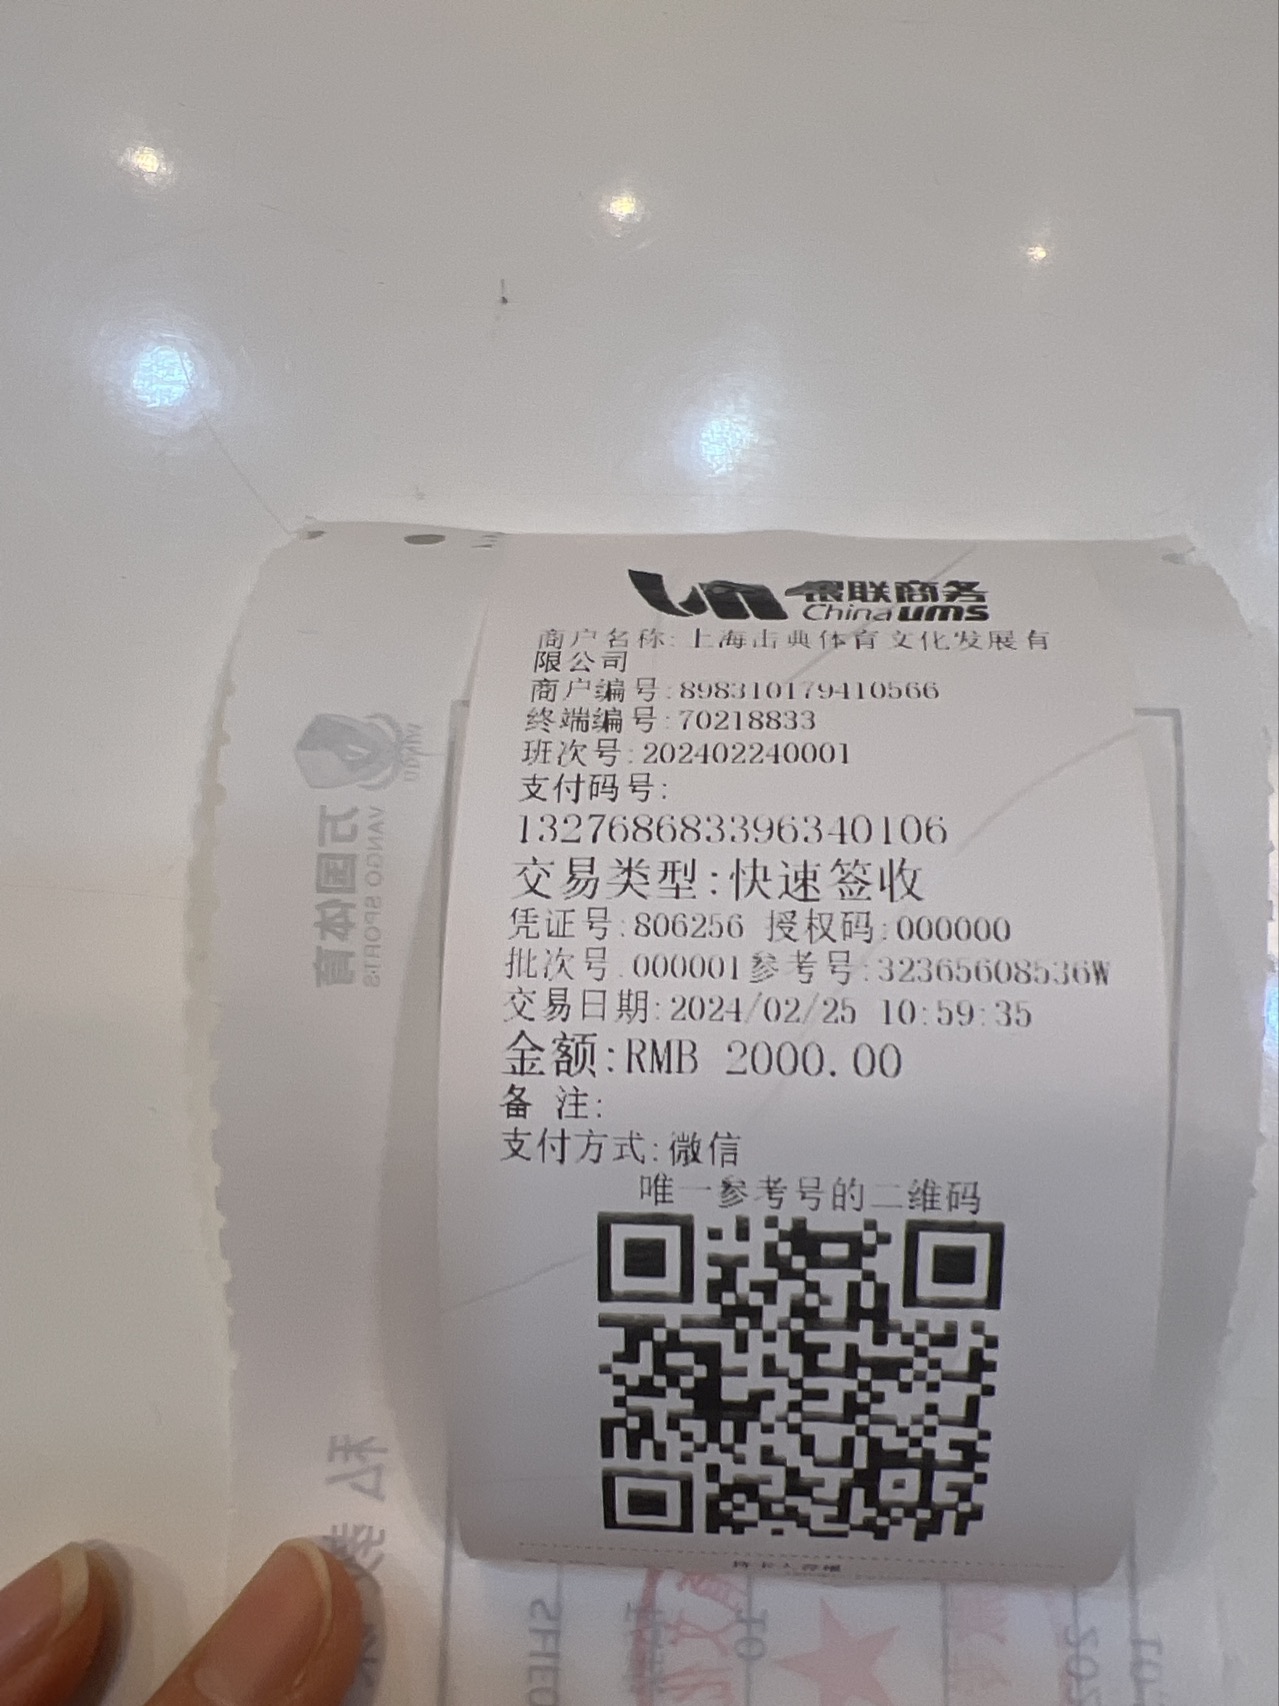 银联商务
China ums
商户名称:上海击典体育文化发展有
限公司
商户编号:898310179410566
终端编号:70218833
班次号:202402240001
支付码号:
132768683396340106
交易类型:快速签收
凭证号:806256 授权码:000000
批次号:000001参考号:32365608536W
交易日期:2024/02/25 10:59:35
金额:RMB 2000.00
备 注:
支付方式:微信
唯一参考号的二维码
VANGO SPORTS